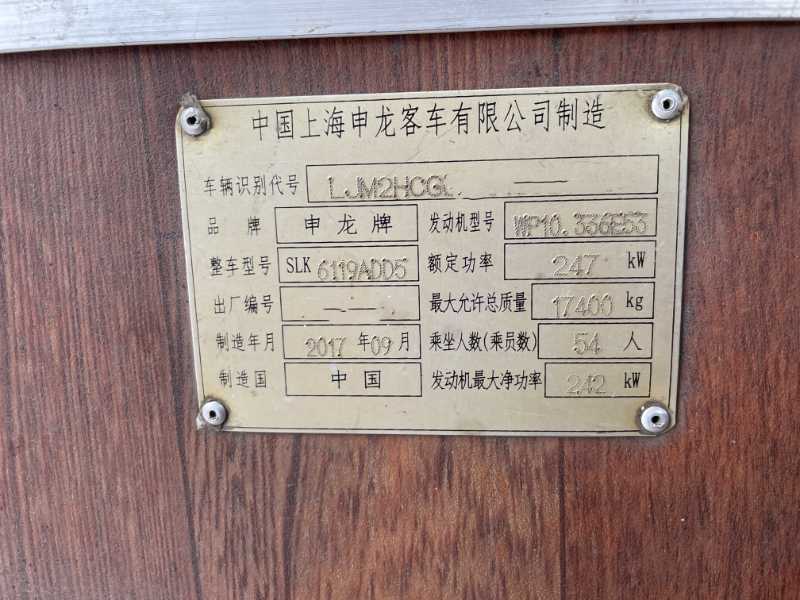 中国上海申龙客车有限公司制造
车辆识别代号 LJM2HCG
品牌 申龙牌 发动机型号 WP10.336E53
整车型号 SLK 6119ADD5 额定功率 247 kW
出厂编号 最大允许总质量 17400 kg
制造年月 2017 年 09 月 乘坐人数(乘员数) 54 人
制造国 中国 发动机最大净功率 242 kW